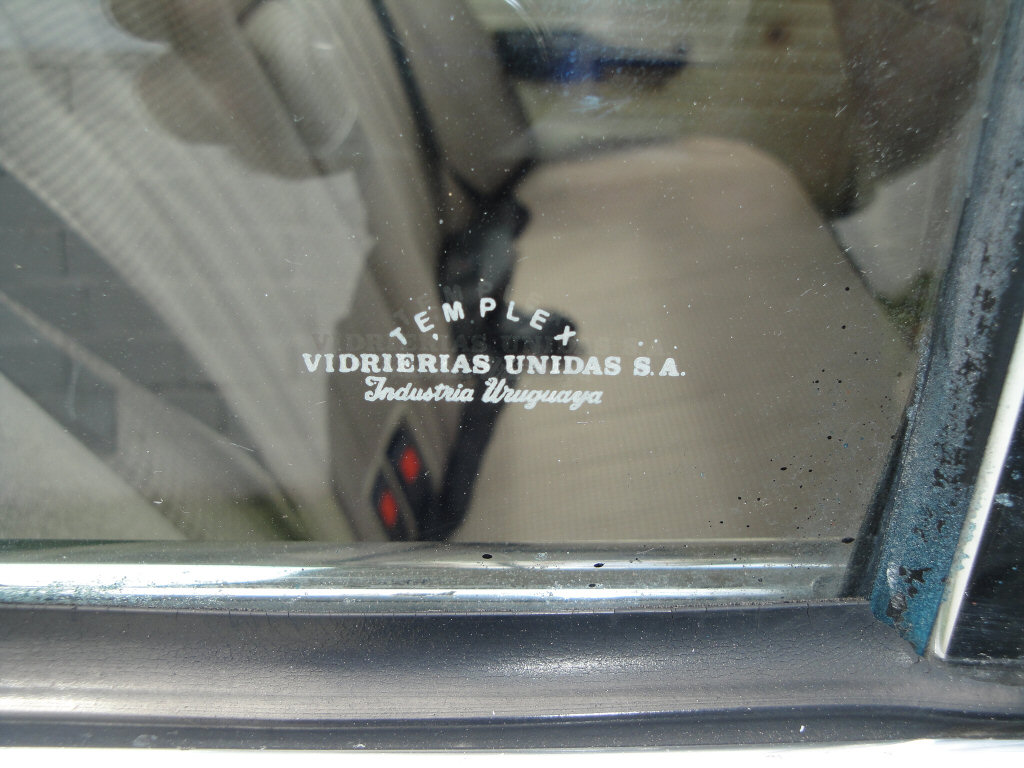 TEMPLEX
VIDRIERIAS UNIDAS S.A.
Industria Uruguaya